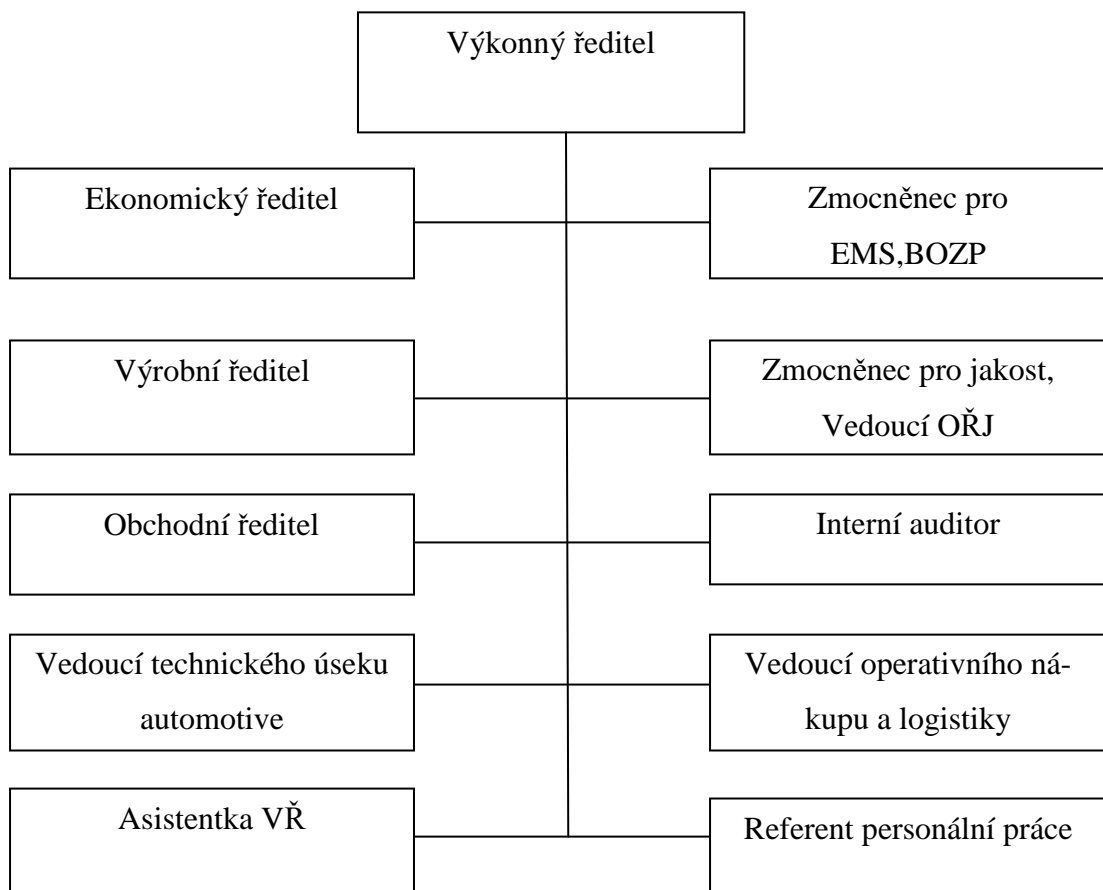 Výkonný ředitel
Ekonomický ředitel
Zmocněnec pro
EMS,BOZP
Výrobní ředitel
Zmocněnec pro jakost,
Vedoucí OŘJ
Obchodní ředitel
Interní auditor
Vedoucí technického úseku
automotive
Vedoucí operativního ná-
kupu a logistiky
Asistentka VŘ
Referent personální práce